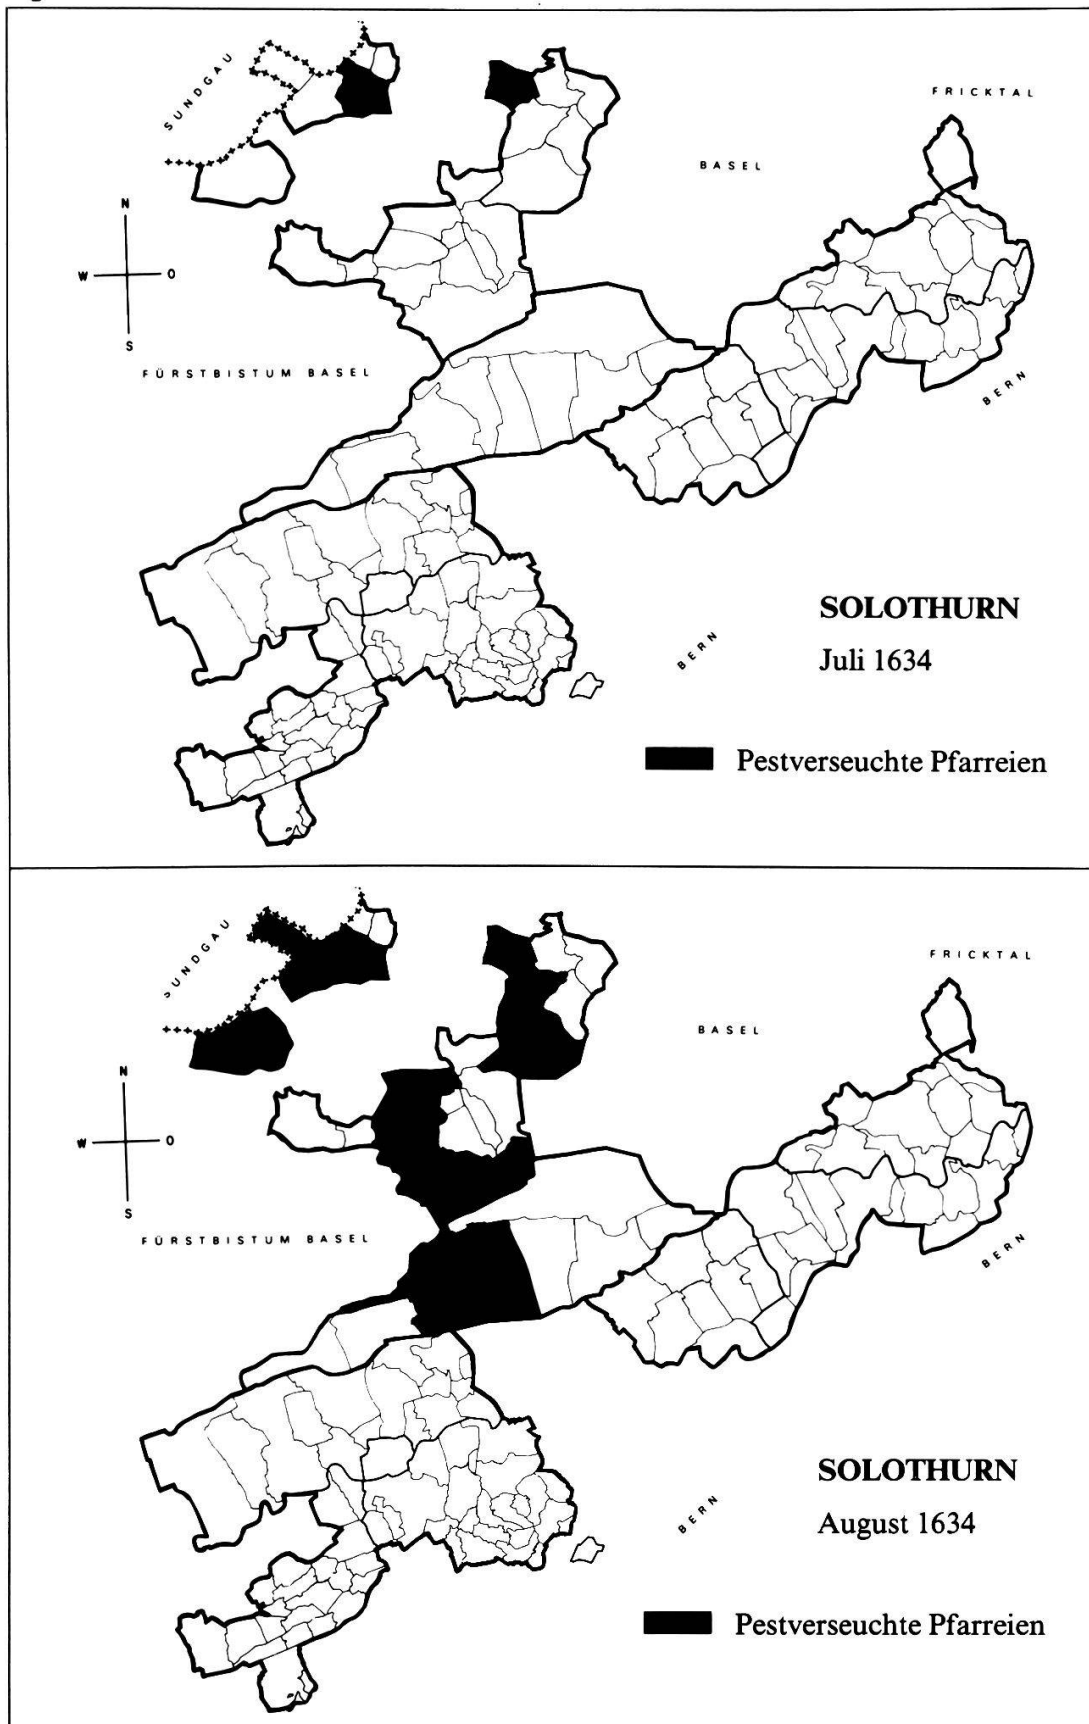 SUNDGAU
FRICKTAL
BASEL
N
W
O
S
FÜRSTBISTUM BASEL
BERN
SOLOTHURN
BERN
Juli 1634
Pestverseuchte Pfarreien
SUNDGAU
FRICKTAL
BASEL
N
W
O
S
FÜRSTBISTUM BASEL
BERN
SOLOTHURN
BERN
August 1634
Pestverseuchte Pfarreien